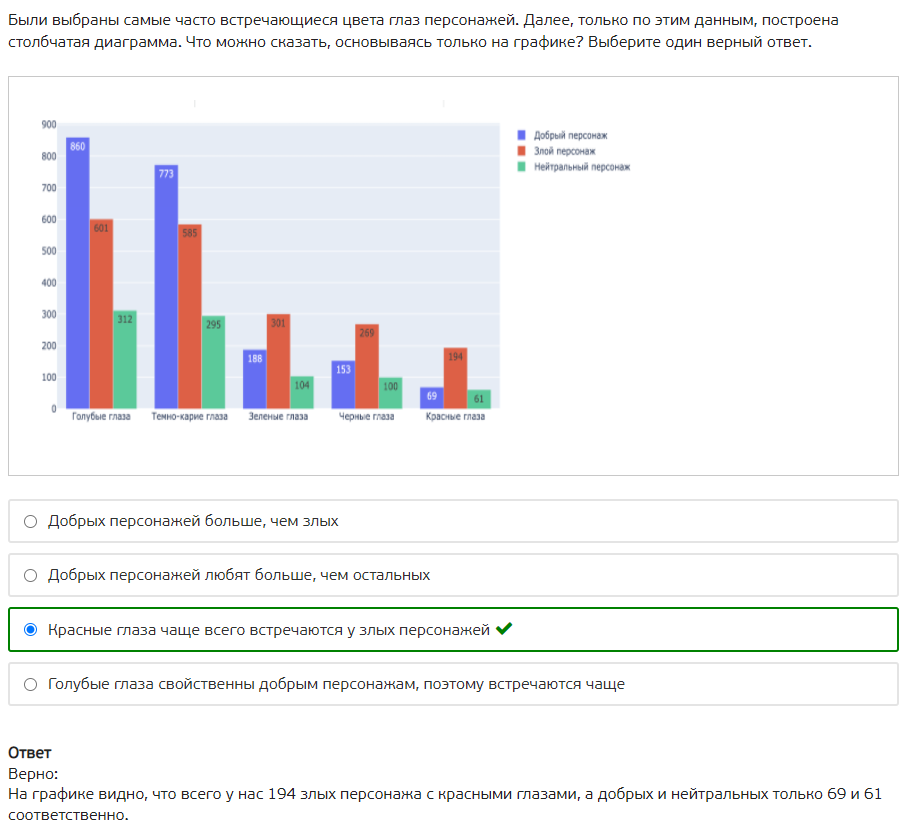 Были выбраны самые часто встречающиеся цвета глаз персонажей. Далее, только по этим данным, построена
столбчатая диаграмма. Что можно сказать, основываясь только на графике? Выберите один верный ответ.
900
800
700
600
500
400
300
200
100
0
860
601
312
773
585
295
188
301
104
153
269
100
69
194
61
Голубые глаза
Темно-карие глаза
Зеленые глаза
Черные глаза
Красные глаза
Добрый персонаж
Злой персонаж
Нейтральный персонаж
Добрых персонажей больше, чем злых
Добрых персонажей любят больше, чем остальных
Красные глаза чаще всего встречаются у злых персонажей
Голубые глаза свойственны добрым персонажам, поэтому встречаются чаще
Ответ
Верно:
На графике видно, что всего у нас 194 злых персонажа с красными глазами, а добрых и нейтральных только 69 и 61
соответственно.